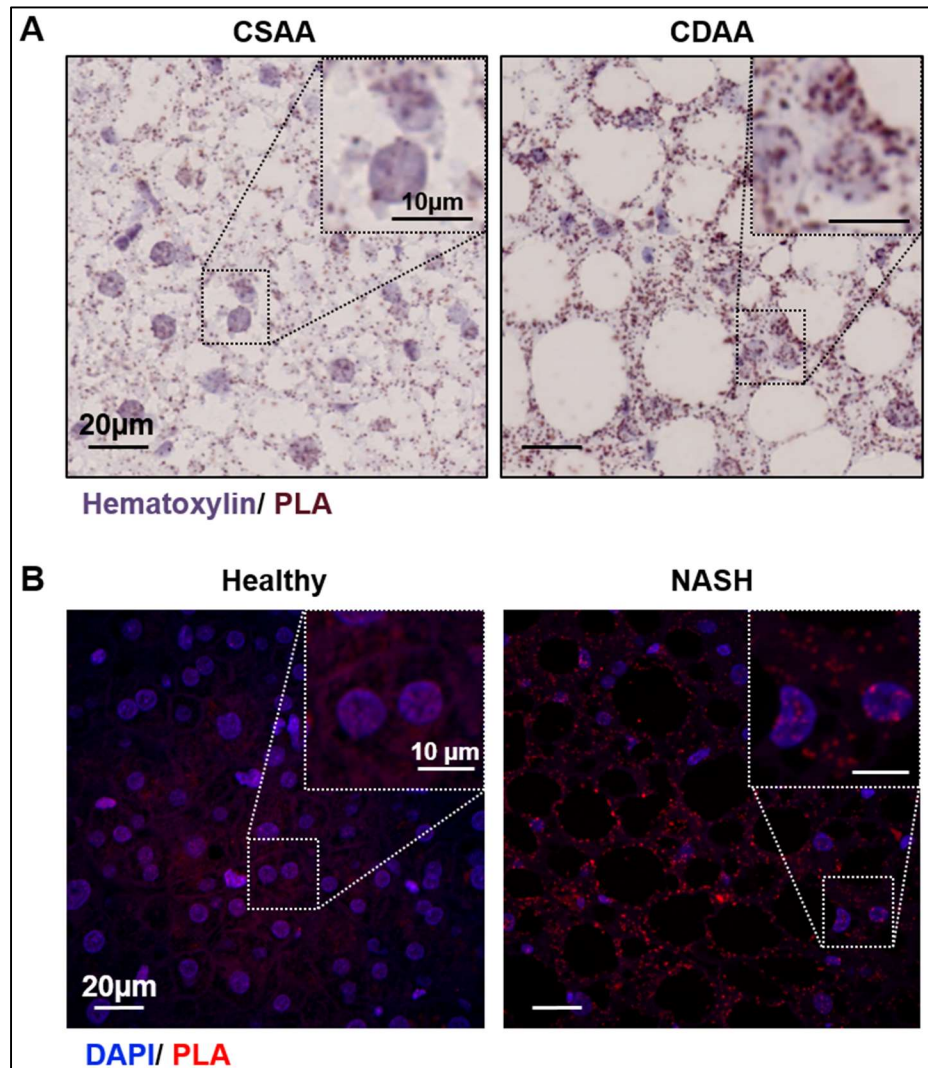 A
CSAA
CDAA
10µm
20µm
Hematoxylin/ PLA
B
Healthy
NASH
10 µm
20µm
DAPI/ PLA